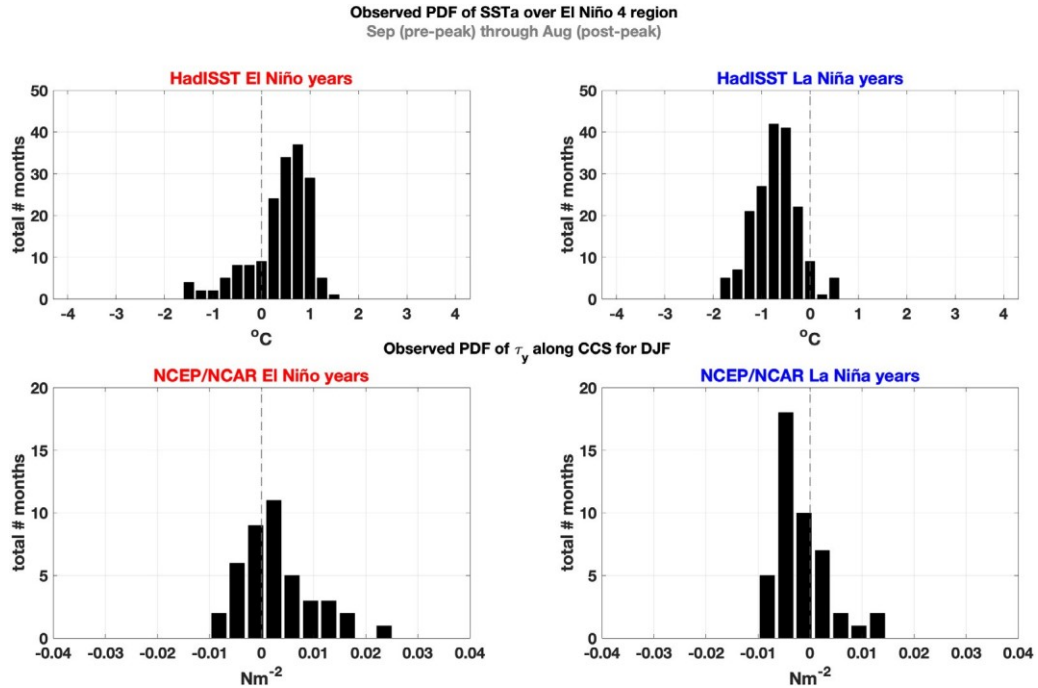 Observed PDF of SSTa over El Niño 4 region
Sep (pre-peak) through Aug (post-peak)
HadISST El Niño years
total # months
50
40
30
20
10
0
-4 -3 -2 -1 0 1 2 3 4
°C
HadISST La Niña years
total # months
50
40
30
20
10
0
-4 -3 -2 -1 0 1 2 3 4
°C
Observed PDF of τy along CCS for DJF
NCEP/NCAR El Niño years
total # months
20
15
10
5
0
-0.04 -0.03 -0.02 -0.01 0 0.01 0.02 0.03 0.04
Nm-2
NCEP/NCAR La Niña years
total # months
20
15
10
5
0
-0.04 -0.03 -0.02 -0.01 0 0.01 0.02 0.03 0.04
Nm-2